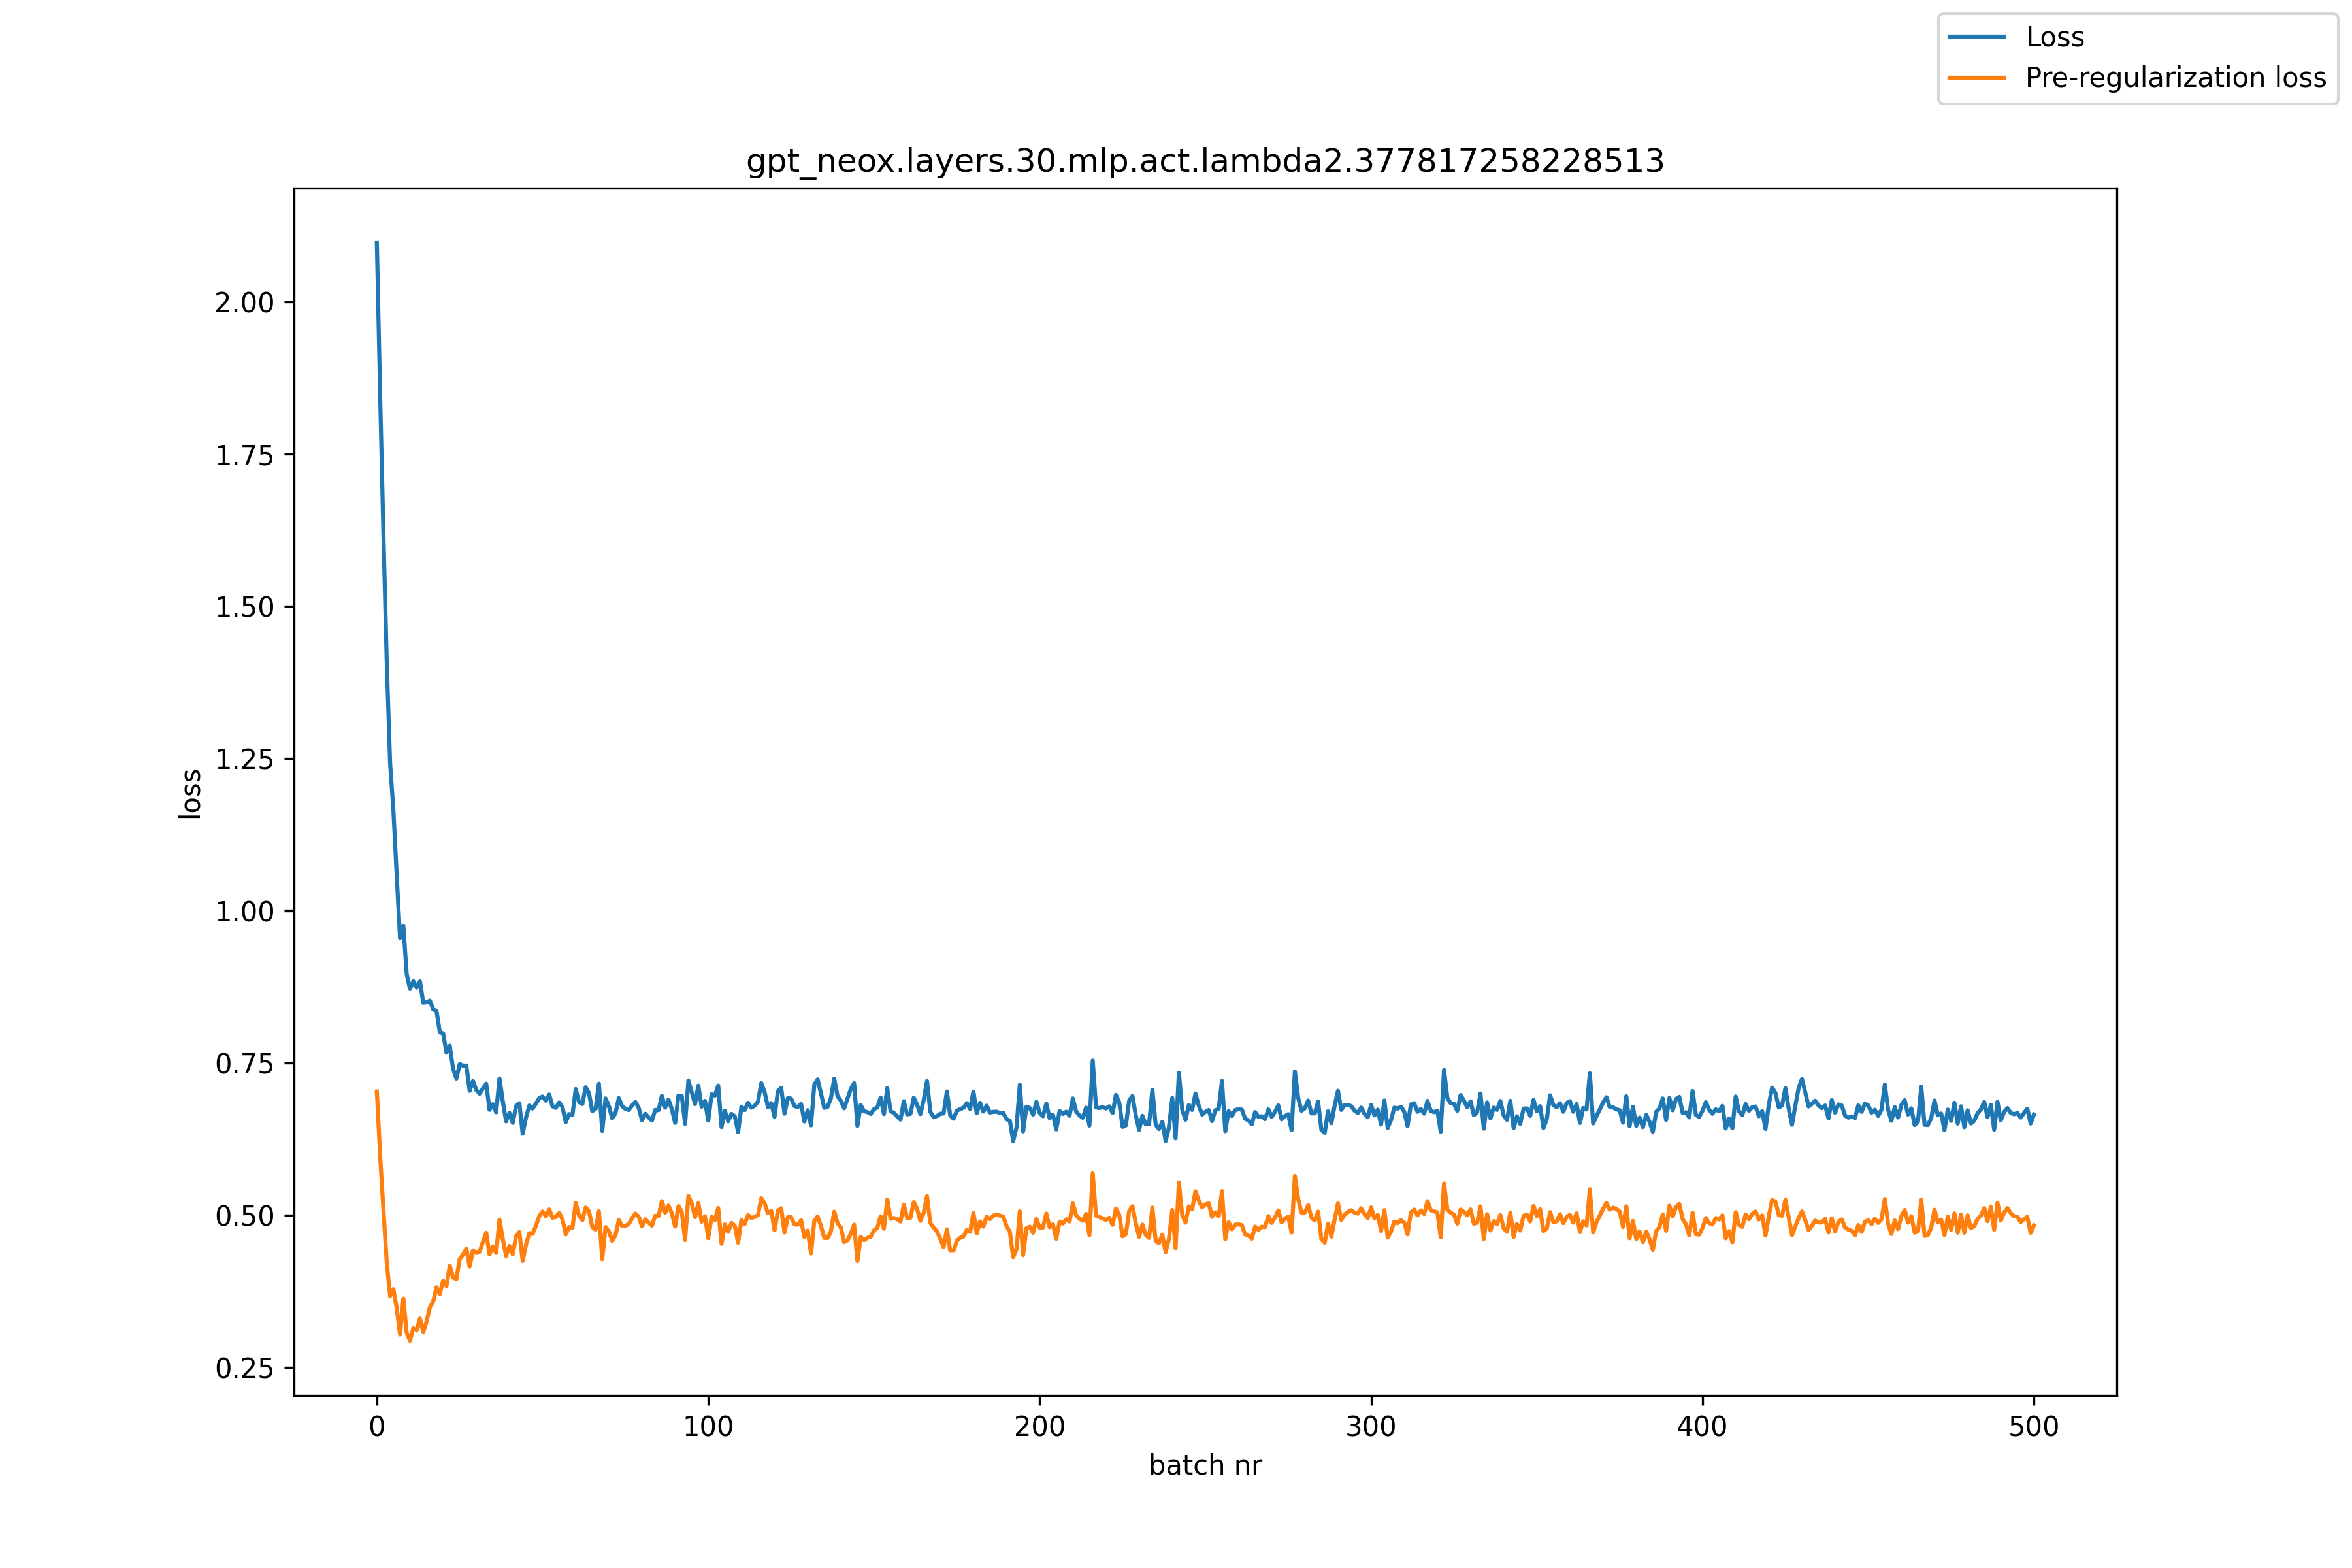 Loss
Pre-regularization loss
gpt_neox.layers.30.mlp.act.lambda2.377817258228513
2.00
1.75
1.50
1.25
1.00
0.75
0.50
0.25
loss
0 100 200 300 400 500
batch nr